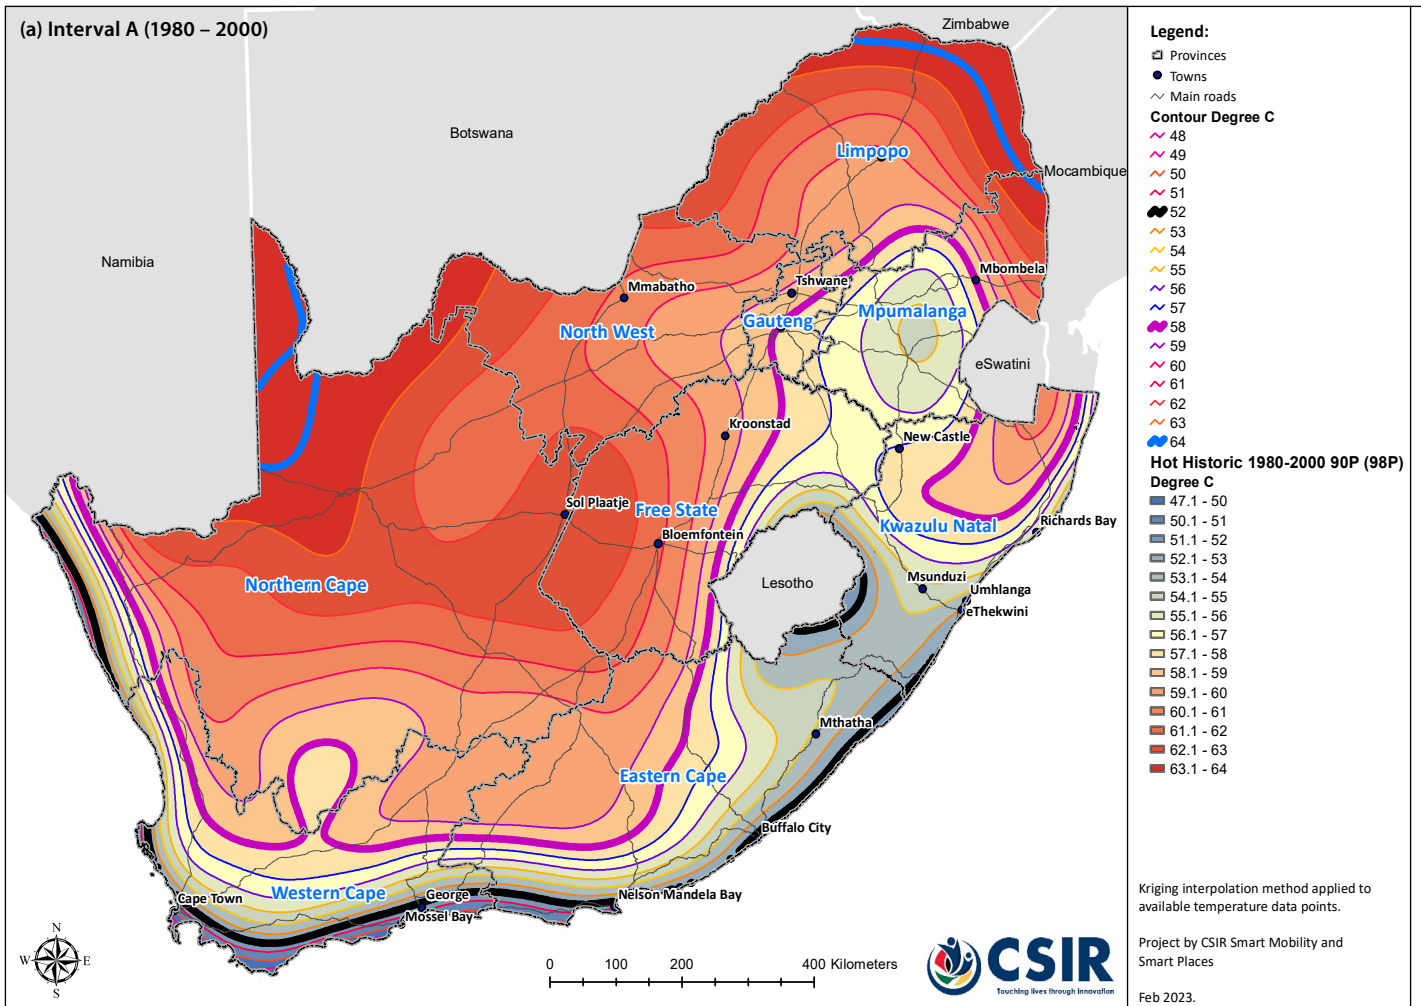 (a) Interval A (1980 – 2000)
Zimbabwe
Botswana
Limpopo
Mocambique
Namibia
Mmabatho
Tshwane
Mbombela
North West
Gauteng
Mpumalanga
eSwatini
Kroonstad
New Castle
Sol Plaatje
Free State
Kwazulu Natal
Richards Bay
Bloemfontein
Northern Cape
Lesotho
Msunduzi
Umhlanga
eThekwini
Mthatha
Eastern Cape
Buffalo City
Cape Town
Western Cape
George
Nelson Mandela Bay
Mossel Bay
N
W
E
S
0
100
200
400 Kilometers
CSIR
Touching lives through innovation
Legend:
Provinces
Towns
Main roads
Contour Degree C
48
49
50
51
52
53
54
55
56
57
58
59
60
61
62
63
64
Hot Historic 1980-2000 90P (98P)
Degree C
47.1 - 50
50.1 - 51
51.1 - 52
52.1 - 53
53.1 - 54
54.1 - 55
55.1 - 56
56.1 - 57
57.1 - 58
58.1 - 59
59.1 - 60
60.1 - 61
61.1 - 62
62.1 - 63
63.1 - 64
Kriging interpolation method applied to
available temperature data points.
Project by CSIR Smart Mobility and
Smart Places
Feb 2023.